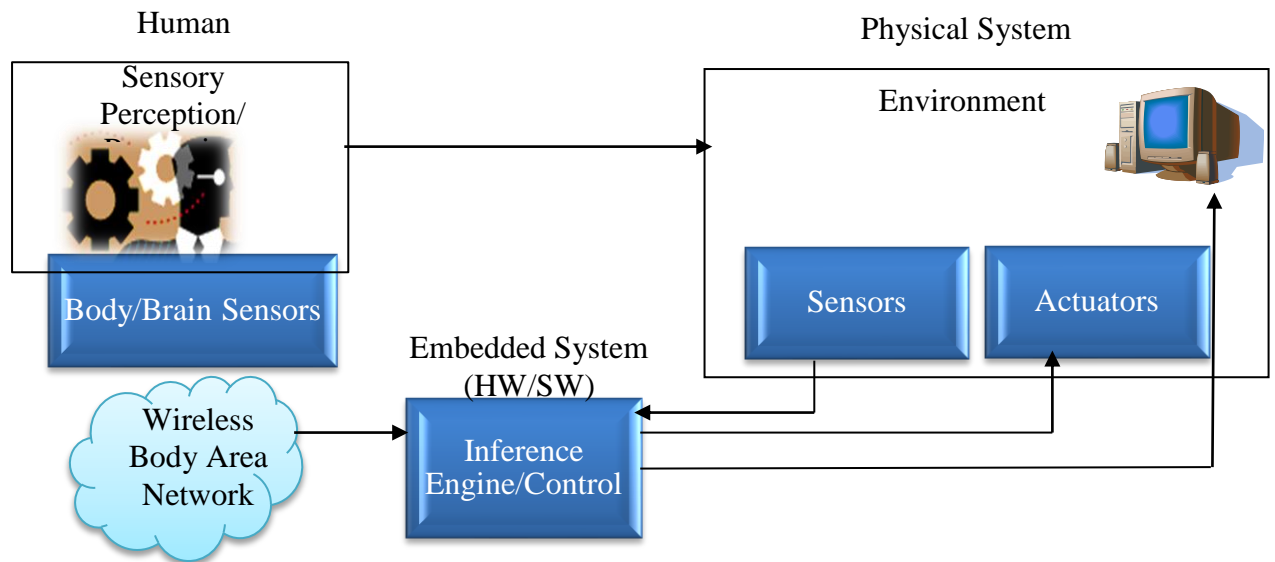 Human
Physical System
Sensory
Perception/
Environment
Body/Brain Sensors
Sensors
Actuators
Embedded System
(HW/SW)
Wireless
Body Area
Network
Inference
Engine/Control